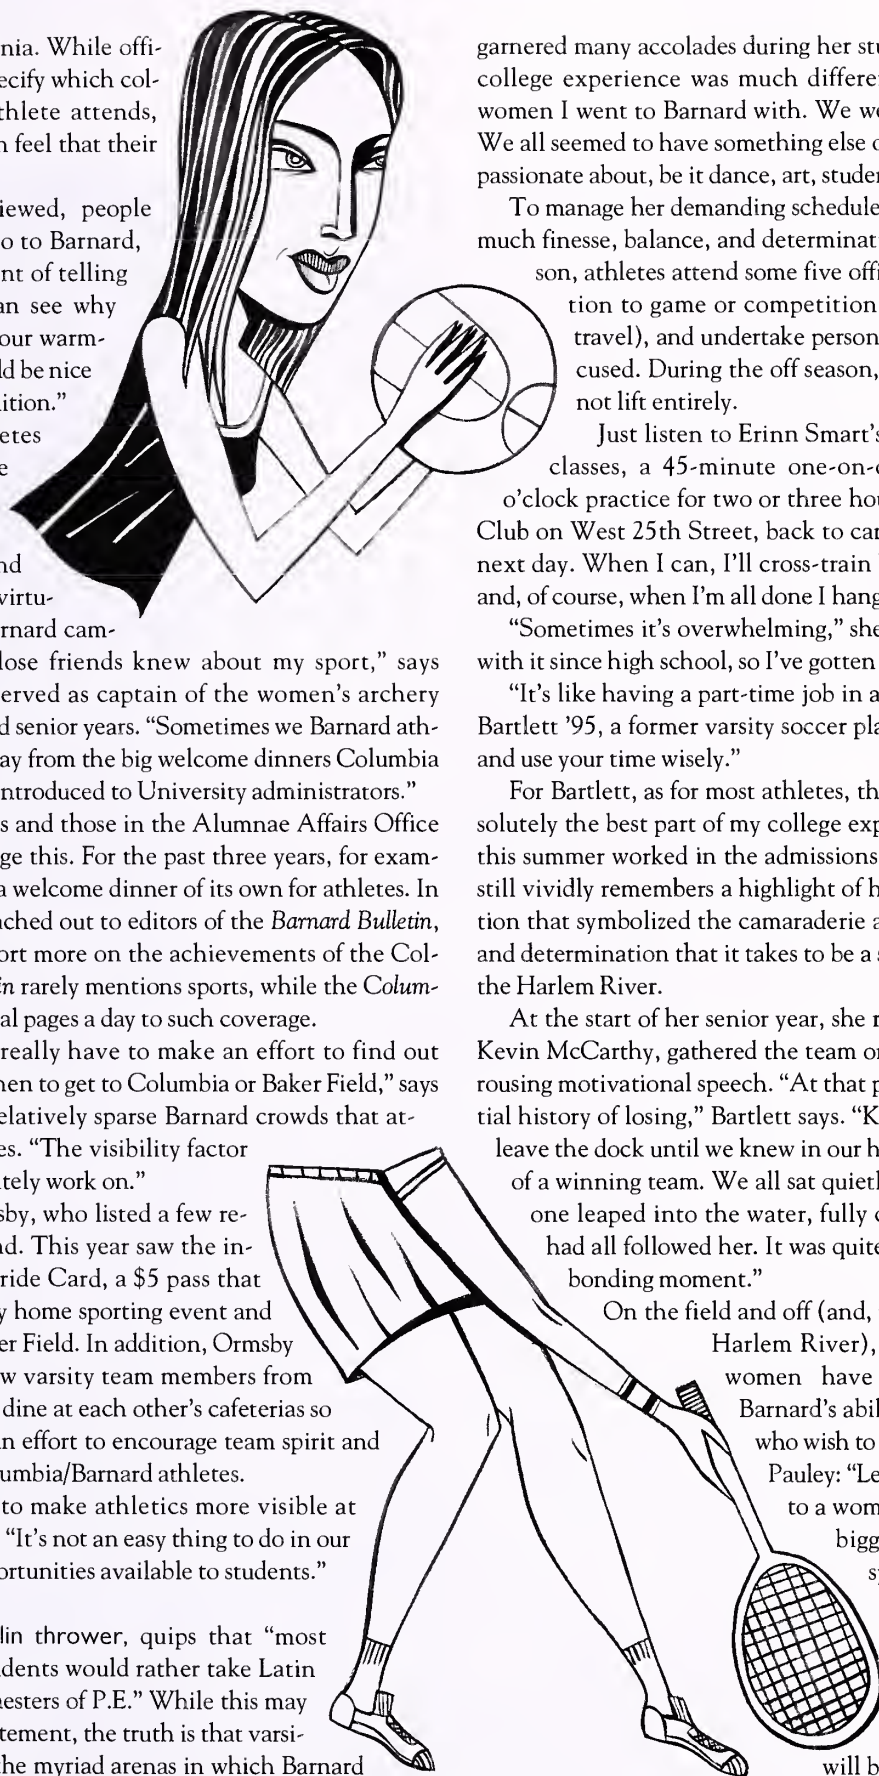 nia. While offi-
ecify which col-
thlete attends,
n feel that their
iewed, people
o to Barnard,
nt of telling
an see why
our warm-
ld be nice
ition.”
etes
e
nd
virtu-
rnard cam-
lose friends knew about my sport,” says
erved as captain of the women’s archery
d senior years. “Sometimes we Barnard ath-
ay from the big welcome dinners Columbia
ntroduced to University administrators.”
s and those in the Alumnae Affairs Office
ge this. For the past three years, for exam-
a welcome dinner of its own for athletes. In
ached out to editors of the Barnard Bulletin,
ort more on the achievements of the Col-
in rarely mentions sports, while the Colum-
al pages a day to such coverage.
really have to make an effort to find out
hen to get to Columbia or Baker Field,” says
elatively sparse Barnard crowds that at-
es. “The visibility factor
tely work on.”
sby, who listed a few re-
nd. This year saw the in-
ride Card, a $5 pass that
y home sporting event and
er Field. In addition, Ormsby
w varsity team members from
dine at each other’s cafeterias so
n effort to encourage team spirit and
umbia/Barnard athletes.
to make athletics more visible at
“It’s not an easy thing to do in our
ortunities available to students.”
lin thrower, quips that “most
dents would rather take Latin
nesters of P.E.” While this may
tement, the truth is that varsi-
the myriad arenas in which Barnard
garnered many accolades during her stu
college experience was much differe
women I went to Barnard with. We we
We all seemed to have something else o
passionate about, be it dance, art, studen
To manage her demanding schedule
much finesse, balance, and determinat
son, athletes attend some five offi
tion to game or competition
travel), and undertake person
cused. During the off season,
not lift entirely.
Just listen to Erinn Smart’s
classes, a 45-minute one-on-o
o’clock practice for two or three hou
Club on West 25th Street, back to cam
next day. When I can, I’ll cross-train
and, of course, when I’m all done I hang
“Sometimes it’s overwhelming,” she
with it since high school, so I’ve gotten
“It’s like having a part-time job in a
Bartlett ’95, a former varsity soccer pla
and use your time wisely.”
For Bartlett, as for most athletes, th
solutely the best part of my college exp
this summer worked in the admissions
still vividly remembers a highlight of h
tion that symbolized the camaraderie a
and determination that it takes to be a s
the Harlem River.
At the start of her senior year, she r
Kevin McCarthy, gathered the team on
rousing motivational speech. “At that p
tial history of losing,” Bartlett says. “K
leave the dock until we knew in our h
of a winning team. We all sat quietl
one leaped into the water, fully c
had all followed her. It was quite
bonding moment.”
On the field and off (and,
Harlem River),
women have
Barnard’s abil
who wish to
Pauley: “Le
to a wom
bigg
sp
will b